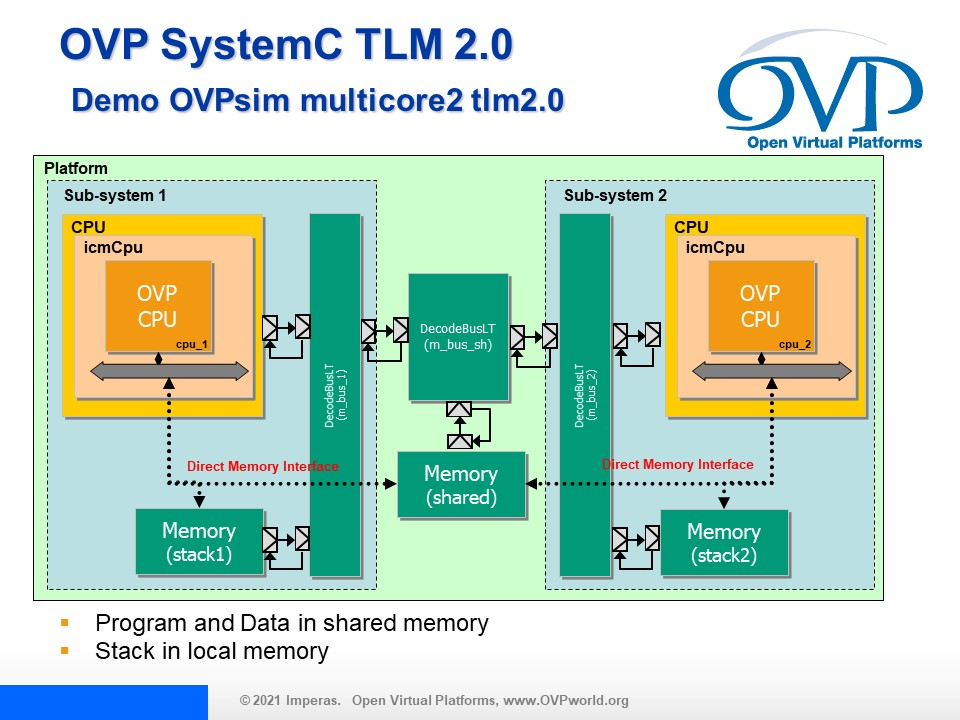 OVP SystemC TLM 2.0
Demo OVPsim multicore2 tlm2.0
OVP
Open Virtual Platforms
Platform
Sub-system 1
CPU
icmCpu
OVP
CPU
cpu_1
DecodeBusLT
(m_bus_1)
Direct Memory Interface
Memory
(stack1)
DecodeBusLT
(m_bus_sh)
Memory
(shared)
Sub-system 2
DecodeBusLT
(m_bus_2)
CPU
icmCpu
OVP
CPU
cpu_2
Direct Memory Interface
Memory
(stack2)
▪ Program and Data in shared memory
▪ Stack in local memory
© 2021 Imperas. Open Virtual Platforms, www.OVPworld.org